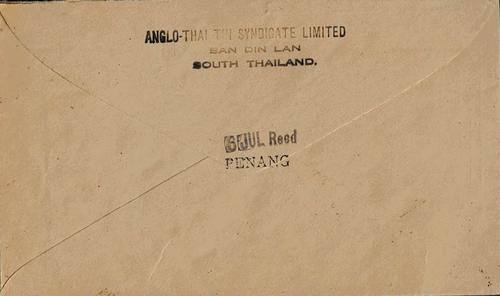 ANGLO-THAI TIN SYNDICATE LIMITED
BAN DIN LAN
SOUTH THAILAND.
JUL Recd
PENANG